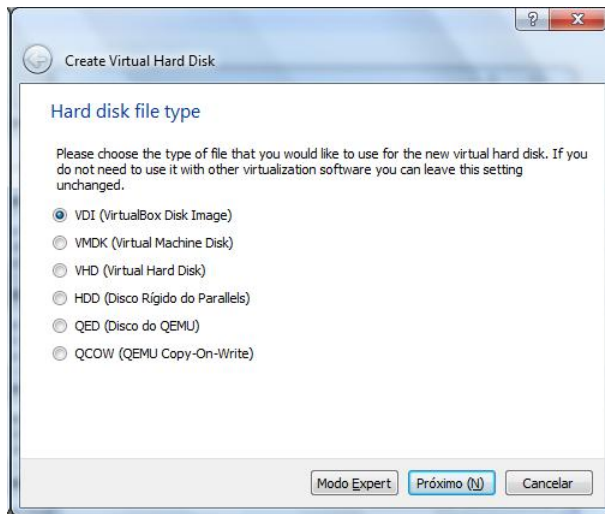 Create Virtual Hard Disk
Hard disk file type
Please choose the type of file that you would like to use for the new virtual hard disk. If you
do not need to use it with other virtualization software you can leave this setting
unchanged.
VDI (VirtualBox Disk Image)
VMDK (Virtual Machine Disk)
VHD (Virtual Hard Disk)
HDD (Disco Rígido do Parallels)
QED (Disco do QEMU)
QCOW (QEMU Copy-On-Write)
Modo Expert Próximo (N) Cancelar